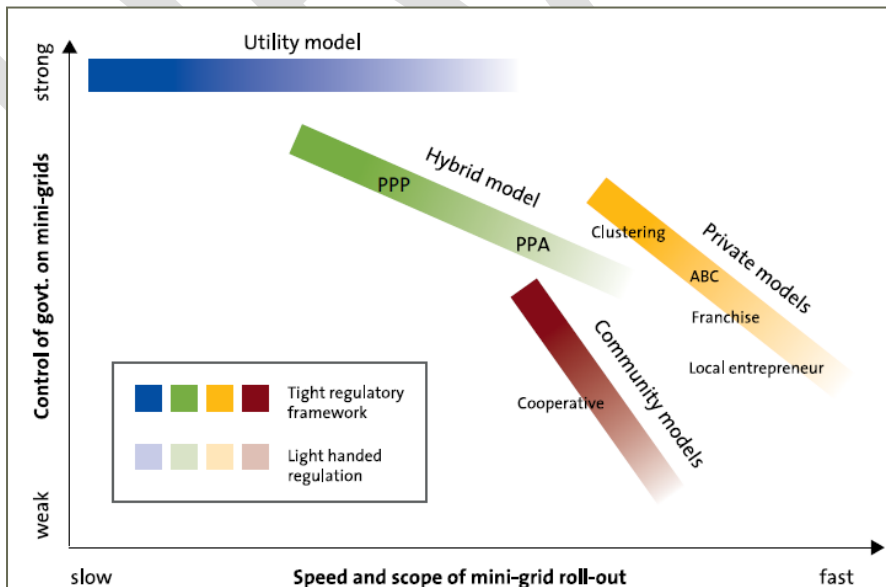 Utility model
strong
Control of govt. on mini-grids
weak
Hybrid model
PPP
PPA
Private models
Clustering
ABC
Franchise
Local entrepreneur
Community models
Cooperative
Tight regulatory
framework
Light handed
regulation
slow
Speed and scope of mini-grid roll-out
fast